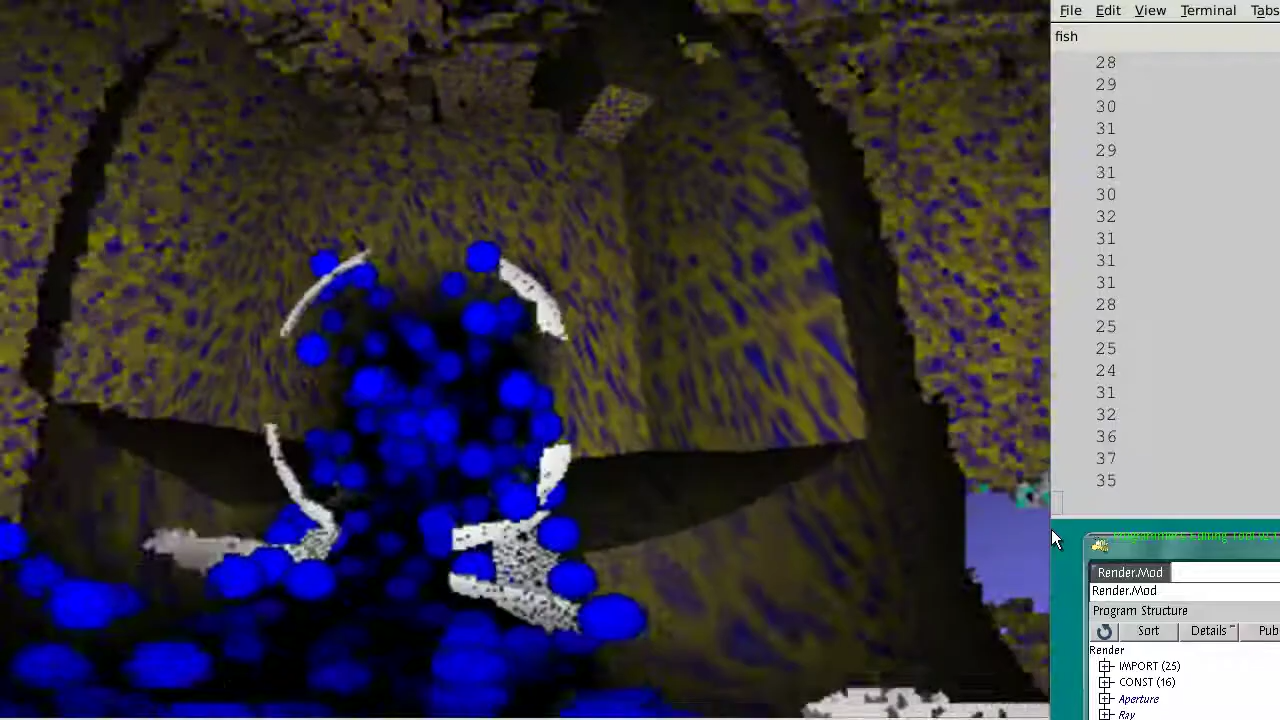 File Edit View Terminal Tabs
fish
28
29
30
31
29
31
30
32
31
31
31
28
25
25
24
31
32
36
37
35
Render.Mod
Render.Mod
Program Structure
Sort Details Pub
Render
IMPORT (25)
CONST (16)
Aperture
Ray